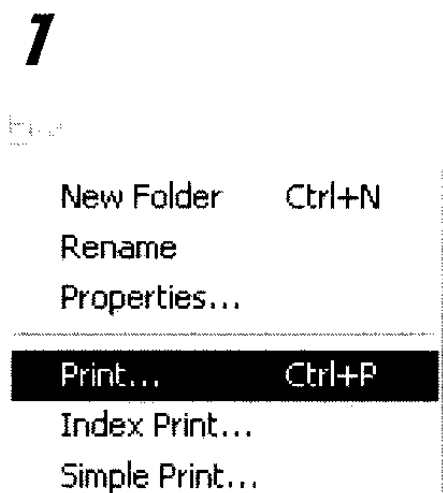 1
New Folder Ctrl+N
Rename
Properties...
Print... Ctrl+P
Index Print...
Simple Print...